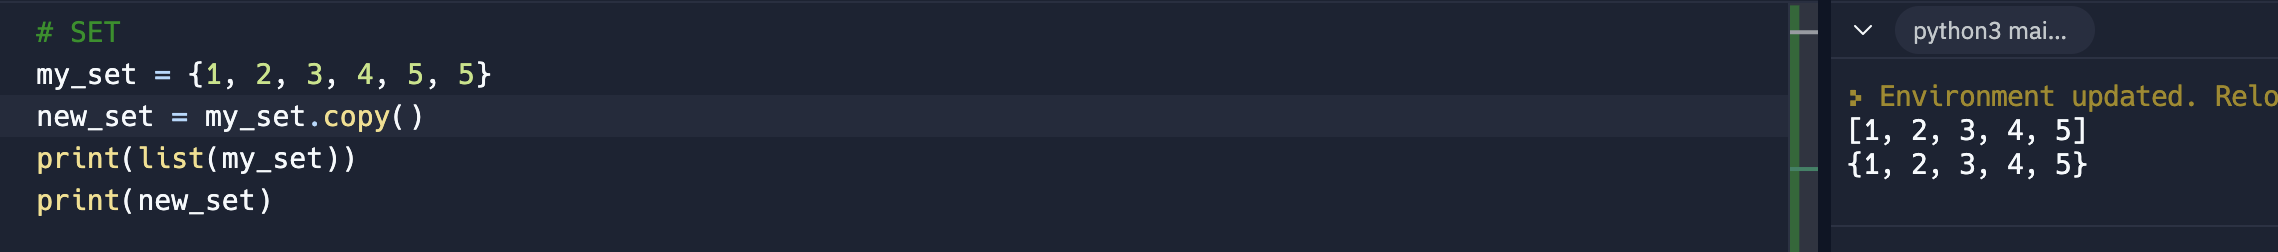 # SET
my_set = {1, 2, 3, 4, 5, 5}
new_set = my_set.copy()
print(list(my_set))
print(new_set)
python3 mai...
Environment updated. Relo
[1, 2, 3, 4, 5]
{1, 2, 3, 4, 5}